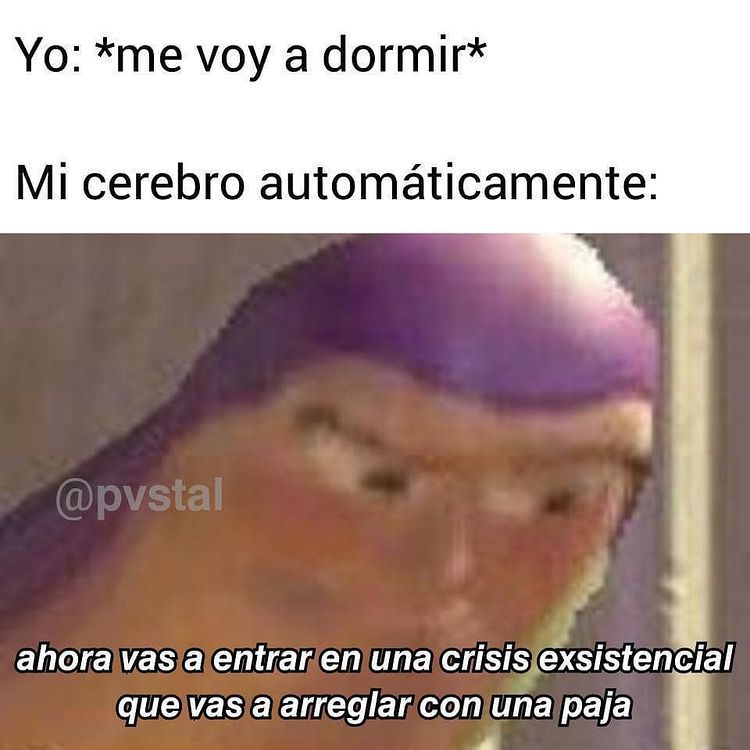 Yo: *me voy a dormir*
Mi cerebro automáticamente:
@pvstal
ahora vas a entrar en una crisis exsistencial
que vas a arreglar con una paja